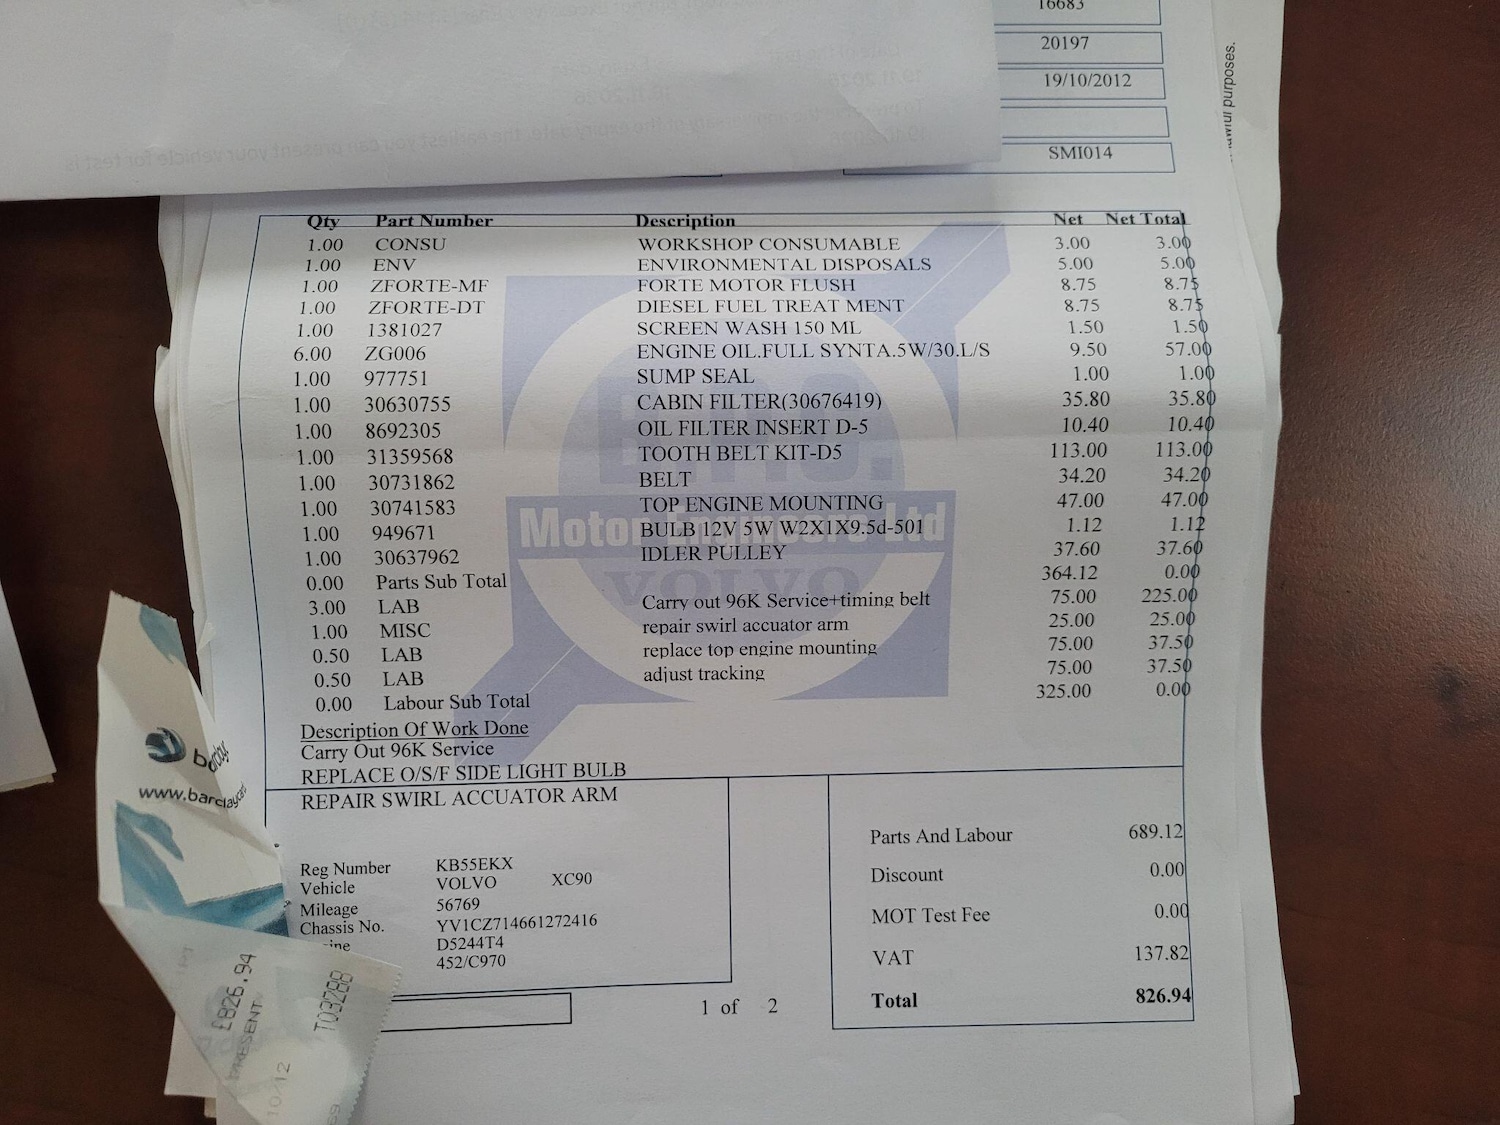 16683
20197
19/10/2012
SMI014
lawful purposes.
Qty Part Number Description Net Net Total
1.00 CONSU WORKSHOP CONSUMABLE 3.00 3.00
1.00 ENV ENVIRONMENTAL DISPOSALS 5.00 5.00
1.00 ZFORTE-MF FORTE MOTOR FLUSH 8.75 8.75
1.00 ZFORTE-DT DIESEL FUEL TREAT MENT 8.75 8.75
1.00 1381027 SCREEN WASH 150 ML 1.50 1.50
6.00 ZG006 ENGINE OIL.FULL SYNTA.5W/30.L/S 9.50 57.00
1.00 977751 SUMP SEAL 1.00 1.00
1.00 30630755 CABIN FILTER(30676419) 35.80 35.80
1.00 8692305 OIL FILTER INSERT D-5 10.40 10.40
1.00 31359568 TOOTH BELT KIT-D5 113.00 113.00
1.00 30731862 BELT 34.20 34.20
1.00 30741583 TOP ENGINE MOUNTING 47.00 47.00
1.00 949671 BULB 12V 5W W2X1X9.5d-501 1.12 1.12
1.00 30637962 IDLER PULLEY 37.60 37.60
0.00 Parts Sub Total 364.12 0.00
3.00 LAB Carry out 96K Service+timing belt 75.00 225.00
1.00 MISC repair swirl accuator arm 25.00 25.00
0.50 LAB replace top engine mounting 75.00 37.50
0.50 LAB adjust tracking 75.00 37.50
0.00 Labour Sub Total 325.00 0.00
Motor Engineers Ltd
VOLVO
Description Of Work Done
Carry Out 96K Service
REPLACE O/S/F SIDE LIGHT BULB
REPAIR SWIRL ACCUATOR ARM
Reg Number KB55EKX
Vehicle VOLVO XC90
Mileage 56769
Chassis No. YV1CZ714661272416
D5244T4
452/C970
1 of 2
Parts And Labour 689.12
Discount 0.00
MOT Test Fee 0.00
VAT 137.82
Total 826.94
www.barclaycar
£826.94
PRESENT
T03288
10/12